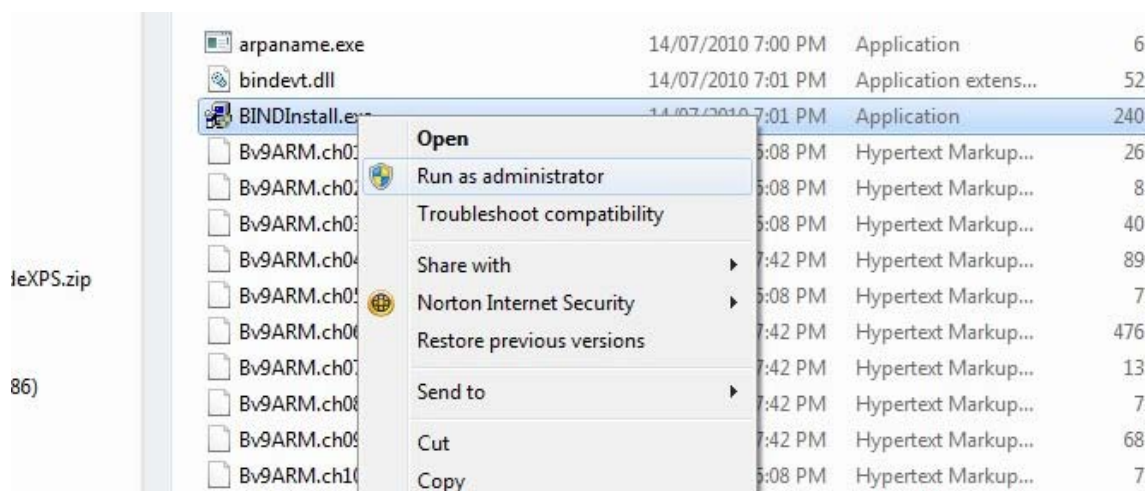 arpaname.exe 14/07/2010 7:00 PM Application 6
bindevt.dll 14/07/2010 7:01 PM Application extens... 52
BINDInstall.exe 14/07/2010 7:01 PM Application 240
Open
Bv9ARM.ch01 5:08 PM Hypertext Markup... 26
Run as administrator
Bv9ARM.ch02 5:08 PM Hypertext Markup... 8
Troubleshoot compatibility
Bv9ARM.ch03 5:08 PM Hypertext Markup... 40
Share with
Bv9ARM.ch04 7:42 PM Hypertext Markup... 89
deXPS.zip
Norton Internet Security
Bv9ARM.ch05 5:08 PM Hypertext Markup... 7
Restore previous versions
Bv9ARM.ch06 7:42 PM Hypertext Markup... 476
Bv9ARM.ch07 7:42 PM Hypertext Markup... 13
86)
Send to
Bv9ARM.ch08 7:42 PM Hypertext Markup... 7
Cut
Bv9ARM.ch09 7:42 PM Hypertext Markup... 68
Copy
Bv9ARM.ch10 5:08 PM Hypertext Markup... 7